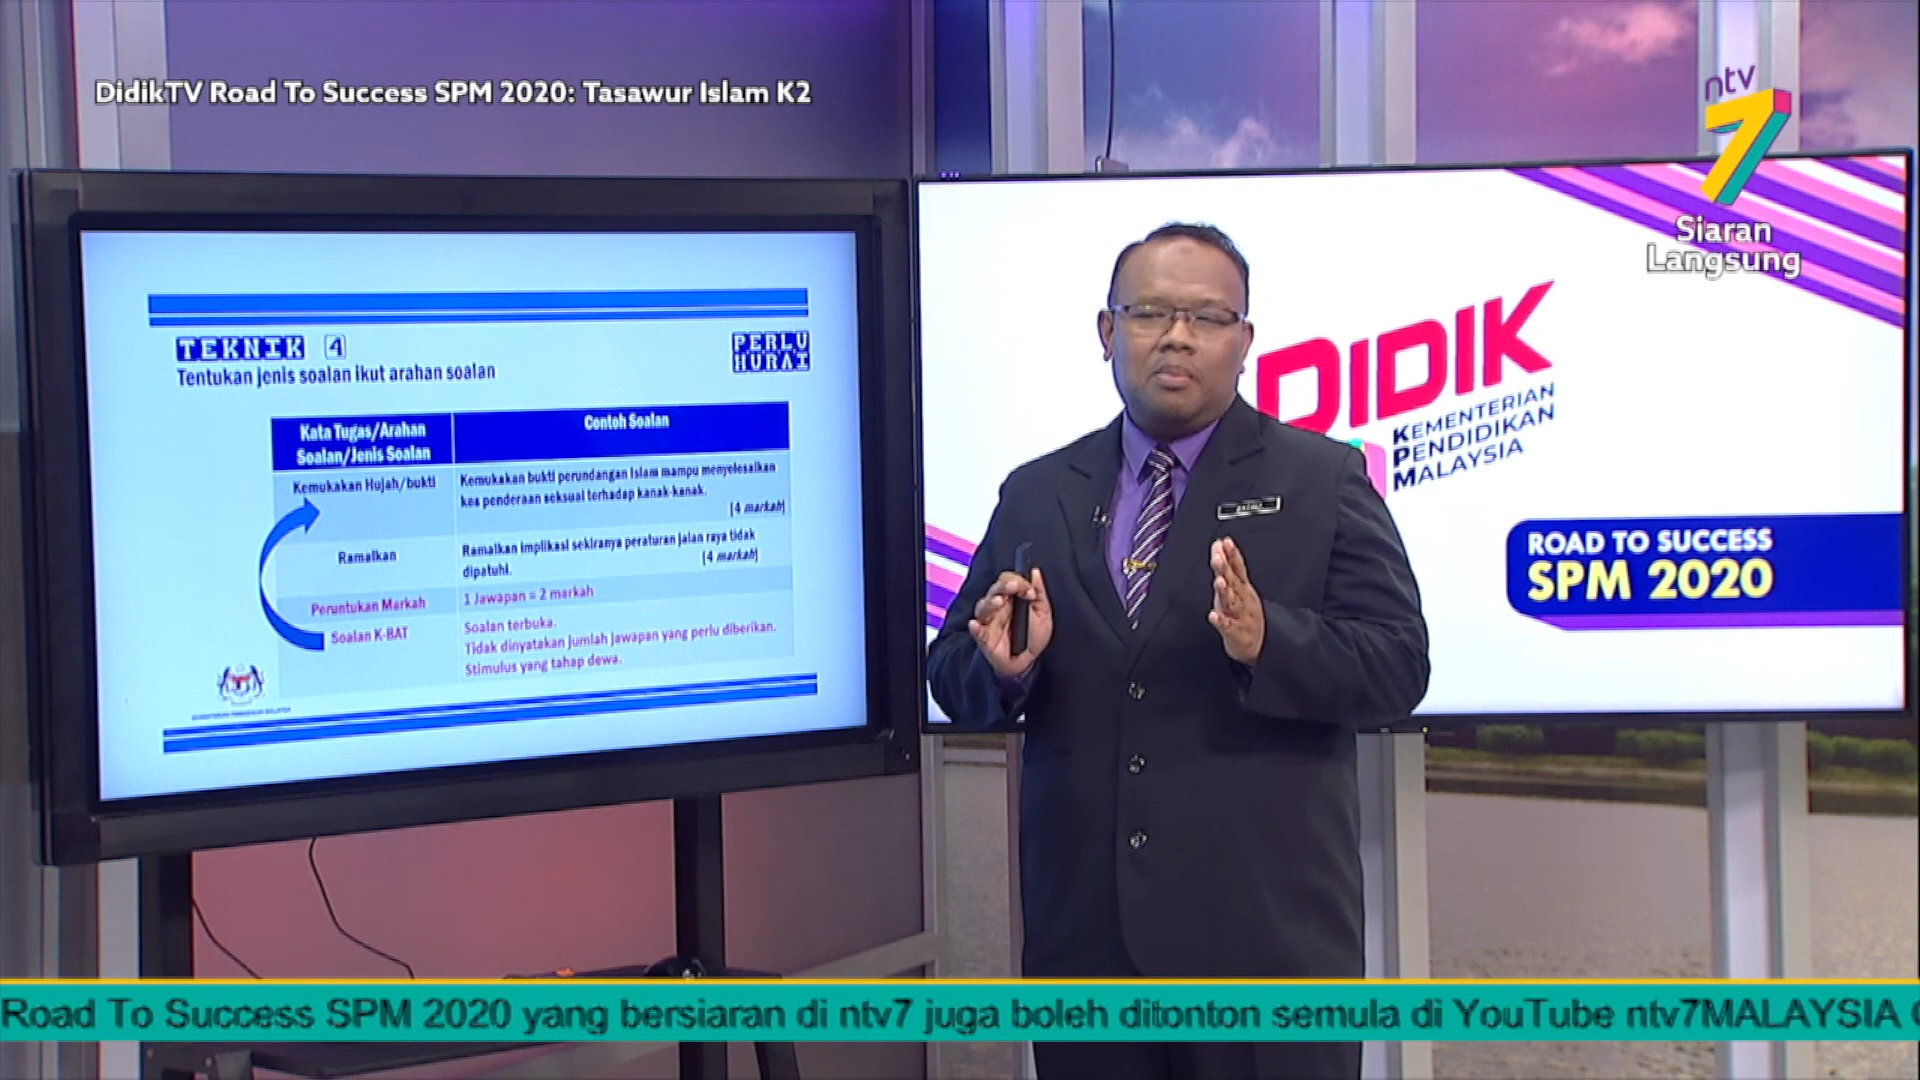 DidikTV Road To Success SPM 2020: Tasawur Islam K2
ntv
7
Siaran
Langsung
TEKNIK 4
PERLU
HURAI
Tentukan jenis soalan ikut arahan soalan
Kata Tugas/Arahan
Soalan/Jenis Soalan
Contoh Soalan
Kemukakan Hujah/bukti
Kemukakan bukti perundangan Islam mampu menyelesaikan
kes penderaan seksual terhadap kanak-kanak.
[4 markah]
Ramalkan
Ramalkan implikasi sekiranya peraturan jalan raya tidak
dipatuhi.
[4 markah]
Peruntukan Markah
1 Jawapan = 2 markah
Soalan K-BAT
Soalan terbuka.
Tidak dinyatakan jumlah jawapan yang perlu diberikan.
Stimulus yang tahap dewa.
KEMENTERIAN PENDIDIKAN MALAYSIA
DIDIK
KEMENTERIAN
PENDIDIKAN
MALAYSIA
ROAD TO SUCCESS
SPM 2020
Road To Success SPM 2020 yang bersiaran di ntv7 juga boleh ditonton semula di YouTube ntv7MALAYSIA